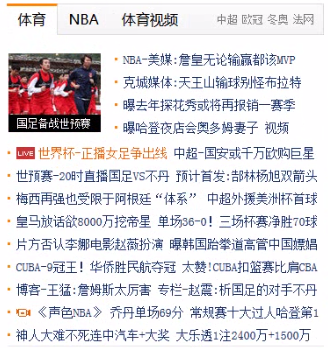 体育 NBA 体育视频 中超 欧冠 冬奥 法网
NBA-美媒:詹皇无论输赢都该MVP
克城媒体:天王山输球别怪布拉特
曝去年探花秀或将再报销一赛季
曝哈登夜店会奥多姆妻子 视频
国足备战世预赛
LIVE 世界杯-正播女足争出线 中超-国安或千万欧购巨星
世预赛-20时直播国足VS不丹 预计首发:郜林杨旭双箭头
梅西再强也受限于阿根廷“体系” 中超外援美洲杯首球
皇马放话欲8000万挖帝星 单场36-0!三场杯赛净胜70球
片方否认李娜电影赵薇扮演 曝韩国跆拳道高管中国嫖娼
CUBA-9冠王!华侨胜民航夺冠 太赞!CUBA扣篮赛比肩CBA
博客-王猛:詹姆斯太厉害 专栏-赵震:祈国足的对手不丹
《声色NBA》 乔丹单场69分 常规赛十大过人哈登第1
神人大难不死连中汽车+大奖 大乐透1注2400万+1500万